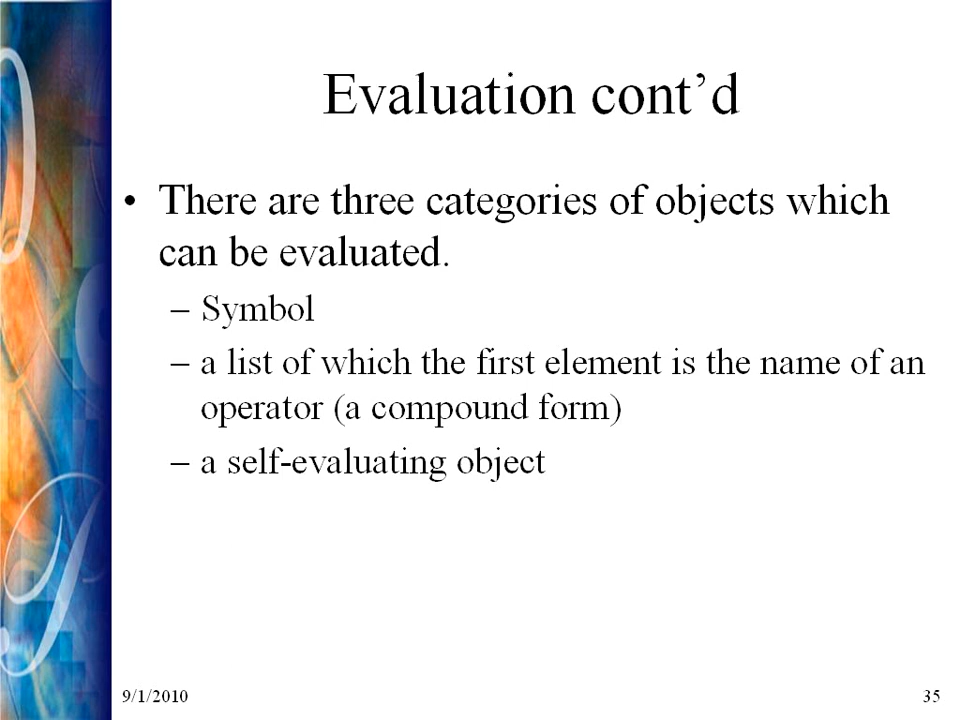 Evaluation cont’d
• There are three categories of objects which
can be evaluated.
– Symbol
– a list of which the first element is the name of an
operator (a compound form)
– a self-evaluating object
9/1/2010 35